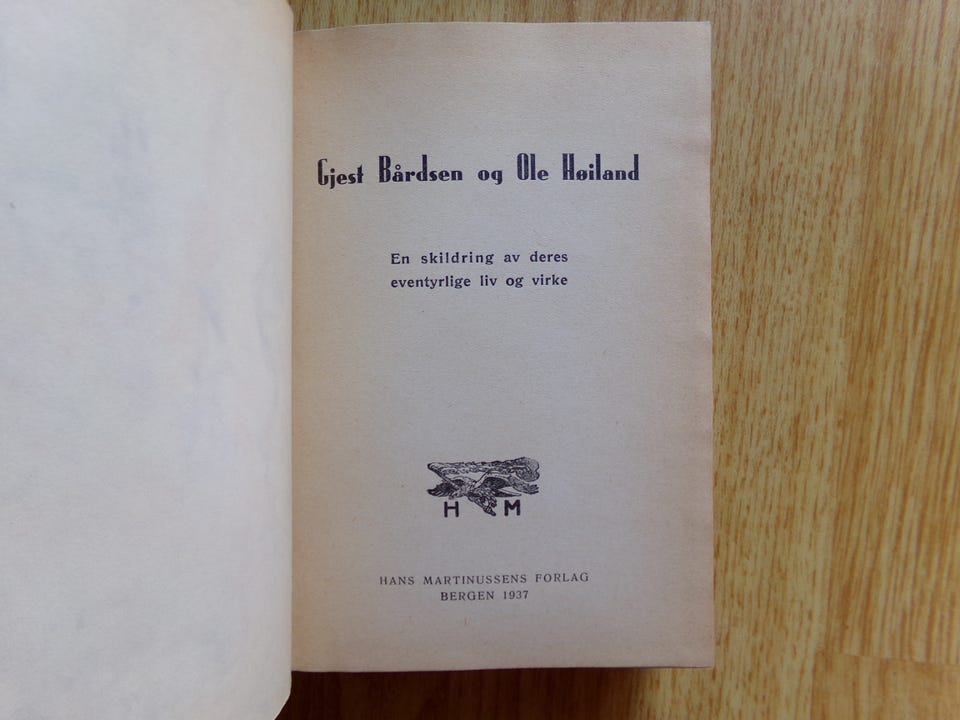 Gjest Bårdsen og Ole Høiland
En skildring av deres
eventyrlige liv og virke
H M
HANS MARTINUSSENS FORLAG
BERGEN 1937